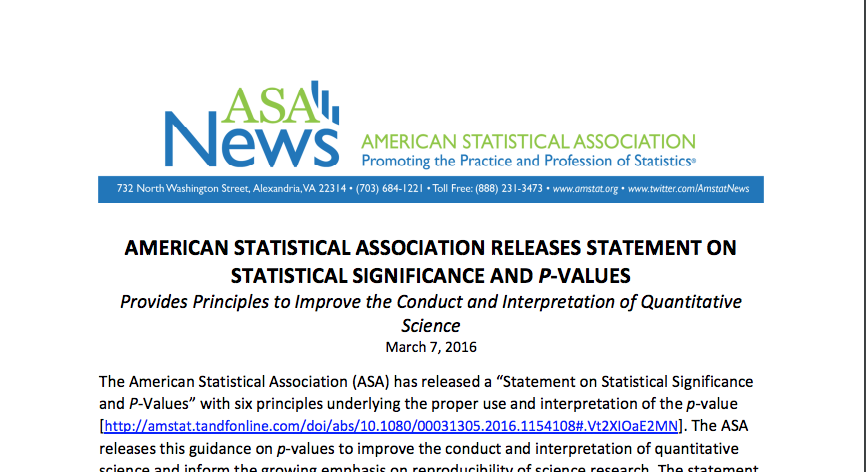 ASA
News
AMERICAN STATISTICAL ASSOCIATION
Promoting the Practice and Profession of Statistics®
732 North Washington Street, Alexandria, VA 22314 • (703) 684-1221 • Toll Free: (888) 231-3473 • www.amstat.org • www.twitter.com/AmstatNews
AMERICAN STATISTICAL ASSOCIATION RELEASES STATEMENT ON
STATISTICAL SIGNIFICANCE AND P-VALUES
Provides Principles to Improve the Conduct and Interpretation of Quantitative
Science
March 7, 2016
The American Statistical Association (ASA) has released a “Statement on Statistical Significance
and P-Values” with six principles underlying the proper use and interpretation of the p-value
[http://amstat.tandfonline.com/doi/abs/10.1080/00031305.2016.1154108#.Vt2XIOaE2MN]. The ASA
releases this guidance on p-values to improve the conduct and interpretation of quantitative
science and inform the growing emphasis on reproducibility of science research. The statement